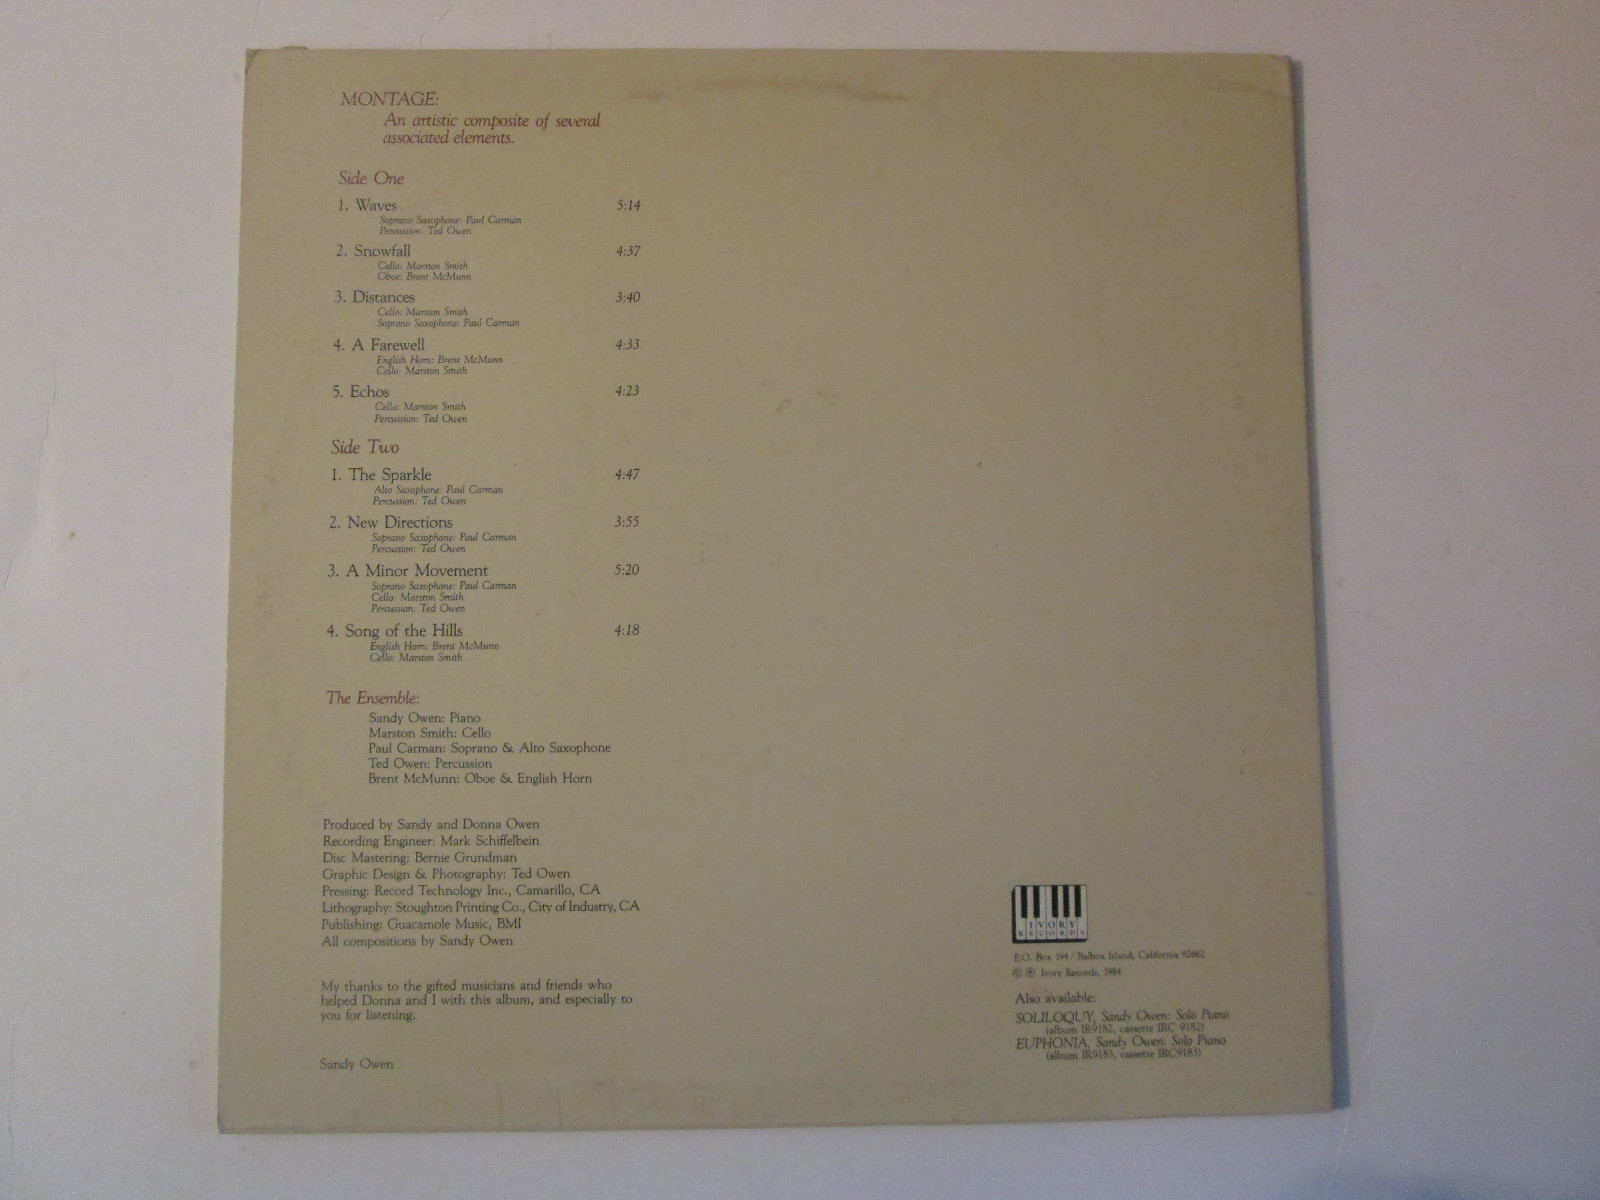 MONTAGE:
An artistic composite of several
associated elements.
Side One
1. Waves 5:14
Soprano Saxophone: Paul Carman
Percussion: Ted Owen
2. Snowfall 4:37
Cello: Marston Smith
Oboe: Brent McMunn
3. Distances 3:40
Cello: Marston Smith
Soprano Saxophone: Paul Carman
4. A Farewell 4:33
English Horn: Brent McMunn
Cello: Marston Smith
5. Echos 4:23
Cello: Marston Smith
Percussion: Ted Owen
Side Two
1. The Sparkle 4:47
Alto Saxophone: Paul Carman
Percussion: Ted Owen
2. New Directions 3:55
Soprano Saxophone: Paul Carman
Percussion: Ted Owen
3. A Minor Movement 5:20
Soprano Saxophone: Paul Carman
Cello: Marston Smith
Percussion: Ted Owen
4. Song of the Hills 4:18
English Horn: Brent McMunn
Cello: Marston Smith
The Ensemble:
Sandy Owen: Piano
Marston Smith: Cello
Paul Carman: Soprano & Alto Saxophone
Ted Owen: Percussion
Brent McMunn: Oboe & English Horn
Produced by Sandy and Donna Owen
Recording Engineer: Mark Schiffelbein
Disc Mastering: Bernie Grundman
Graphic Design & Photography: Ted Owen
Pressing: Record Technology Inc., Camarillo, CA
Lithography: Stoughton Printing Co., City of Industry, CA
Publishing: Guacamole Music, BMI
All compositions by Sandy Owen
My thanks to the gifted musicians and friends who
helped Donna and I with this album, and especially to
you for listening.
Sandy Owen
IVORY
RECORDS
P.O. Box 194 / Balboa Island, California 92662
© ℗ Ivory Records, 1984
Also available:
SOLILOQUY, Sandy Owen: Solo Piano
(album IR9182, cassette IRC 9182)
EUPHONIA, Sandy Owen: Solo Piano
(album IR9183, cassette IRC9183)